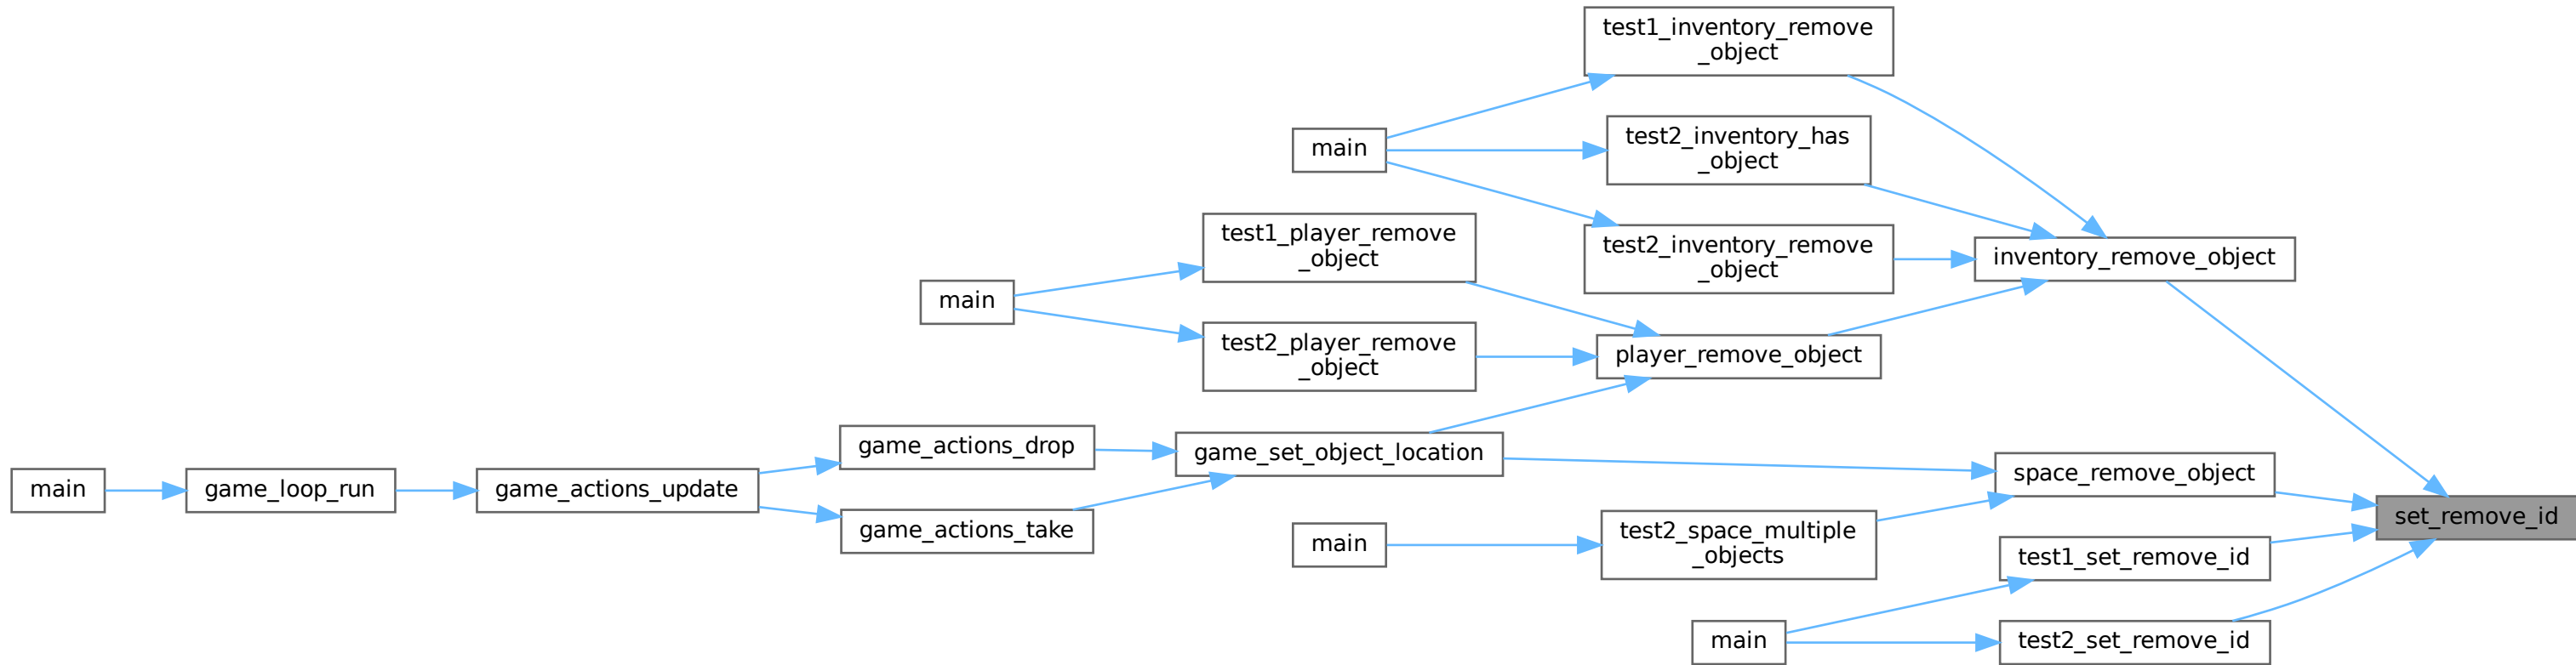 test1_inventory_remove
_object
test2_inventory_has
_object
main
test1_player_remove
_object
test2_inventory_remove
_object
inventory_remove_object
main
test2_player_remove
_object
player_remove_object
game_actions_drop
game_set_object_location
space_remove_object
main
game_loop_run
game_actions_update
set_remove_id
game_actions_take
main
test2_space_multiple
_objects
test1_set_remove_id
main
test2_set_remove_id